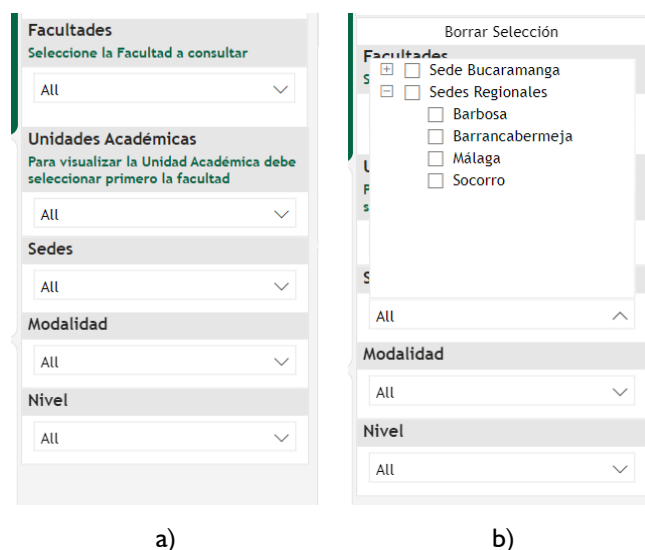 Facultades
Seleccione la Facultad a consultar
All
Unidades Académicas
Para visualizar la Unidad Académica debe
seleccionar primero la facultad
All
Sedes
All
Modalidad
All
Nivel
All
a)
Borrar Selección
Facultades
S
Sede Bucaramanga
Sedes Regionales
Barbosa
Barrancabermeja
Málaga
Socorro
U
P
s
S
All
Modalidad
All
Nivel
All
b)